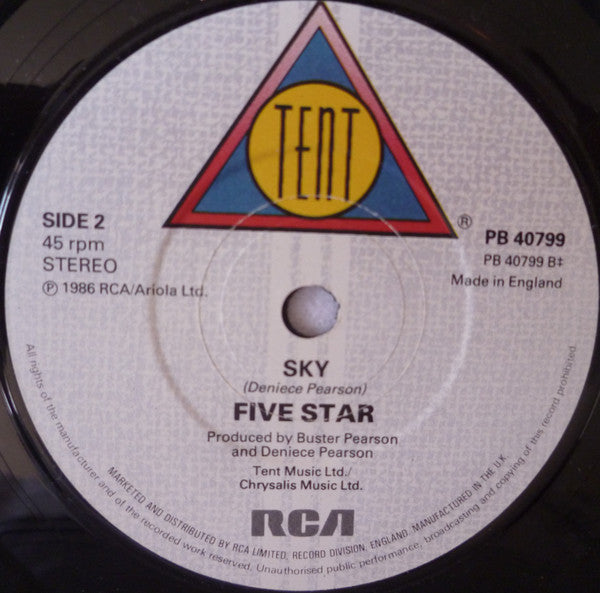 TENT
®
SIDE 2
45 rpm
STEREO
℗ 1986 RCA/Ariola Ltd.
PB 40799
PB 40799 B‡
Made in England
SKY
(Deniece Pearson)
FIVE STAR
Produced by Buster Pearson
and Deniece Pearson
Tent Music Ltd./
Chrysalis Music Ltd.
RCA
All rights of the manufacturer and of the recorded work reserved. Unauthorised public performance, broadcasting and copying of this record prohibited.
MARKETED AND DISTRIBUTED BY RCA LIMITED, RECORD DIVISION, ENGLAND. MANUFACTURED IN THE U.K.